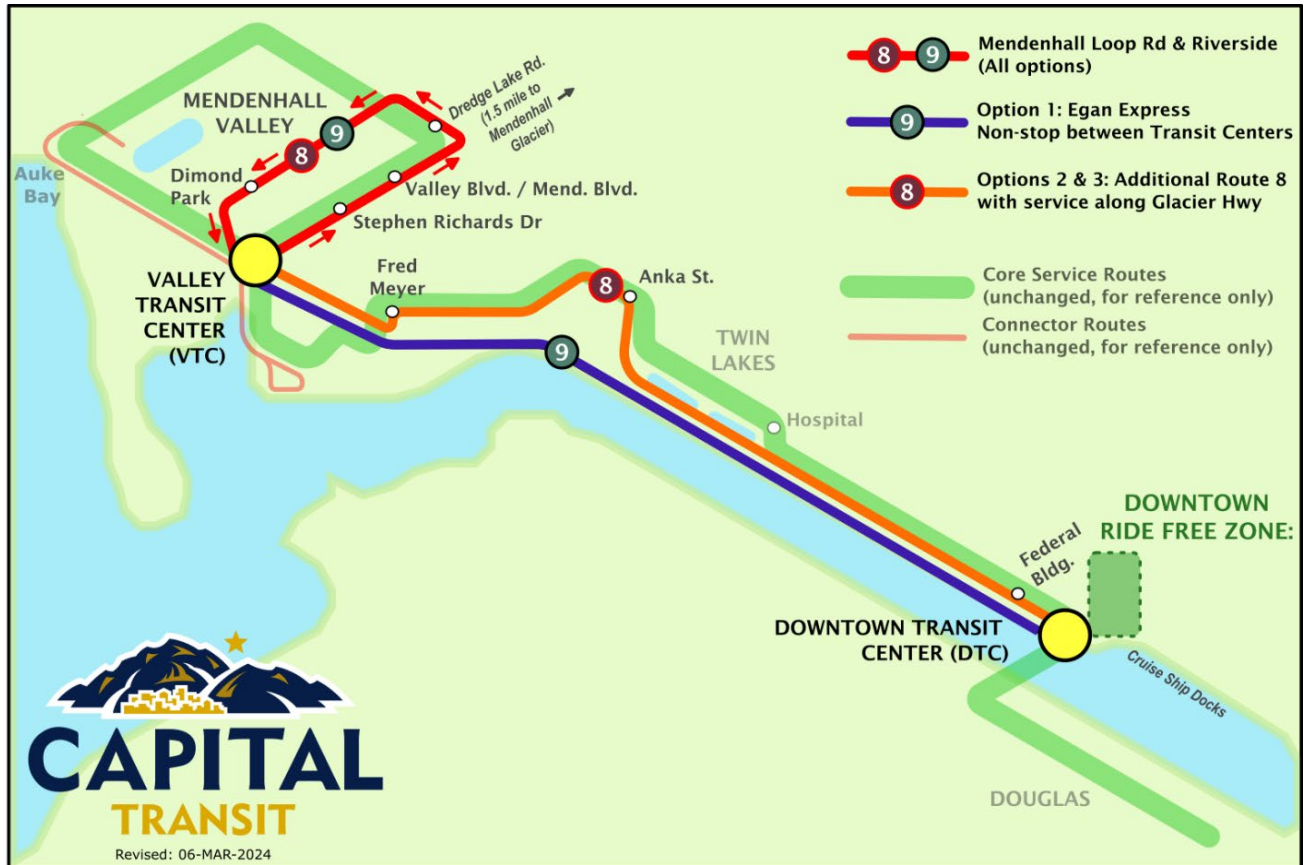 8 9 Mendenhall Loop Rd & Riverside
(All options)
9 Option 1: Egan Express
Non-stop between Transit Centers
8 Options 2 & 3: Additional Route 8
with service along Glacier Hwy
Core Service Routes
(unchanged, for reference only)
Connector Routes
(unchanged, for reference only)
MENDENHALL
VALLEY
Dredge Lake Rd.
(1.5 mile to
Mendenhall
Glacier)
9
8
Auke
Bay
Dimond
Park
Valley Blvd. / Mend. Blvd.
Stephen Richards Dr
VALLEY
TRANSIT
CENTER
(VTC)
Fred
Meyer
8
Anka St.
9
TWIN
LAKES
Hospital
DOWNTOWN
RIDE FREE ZONE:
Federal
Bldg.
DOWNTOWN TRANSIT
CENTER (DTC)
Cruise Ship Docks
DOUGLAS
CAPITAL
TRANSIT
Revised: 06-MAR-2024